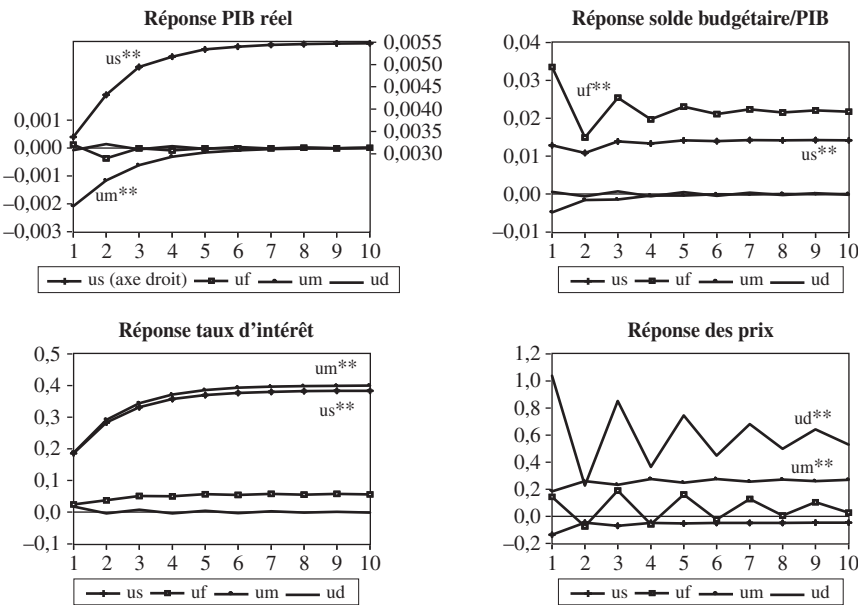 Réponse PIB réel
0,001
0,000
–0,001
–0,002
–0,003
0,0055
0,0050
0,0045
0,0040
0,0035
0,0030
us**
um**
1 2 3 4 5 6 7 8 9 10
us (axe droit) uf um ud
Réponse solde budgétaire/PIB
0,04
0,03
0,02
0,01
0,00
–0,01
uf**
us**
1 2 3 4 5 6 7 8 9 10
us uf um ud
Réponse taux d'intérêt
0,5
0,4
0,3
0,2
0,1
0,0
–0,1
um**
us**
1 2 3 4 5 6 7 8 9 10
us uf um ud
Réponse des prix
1,2
1,0
0,8
0,6
0,4
0,2
0,0
–0,2
ud**
um**
1 2 3 4 5 6 7 8 9 10
us uf um ud